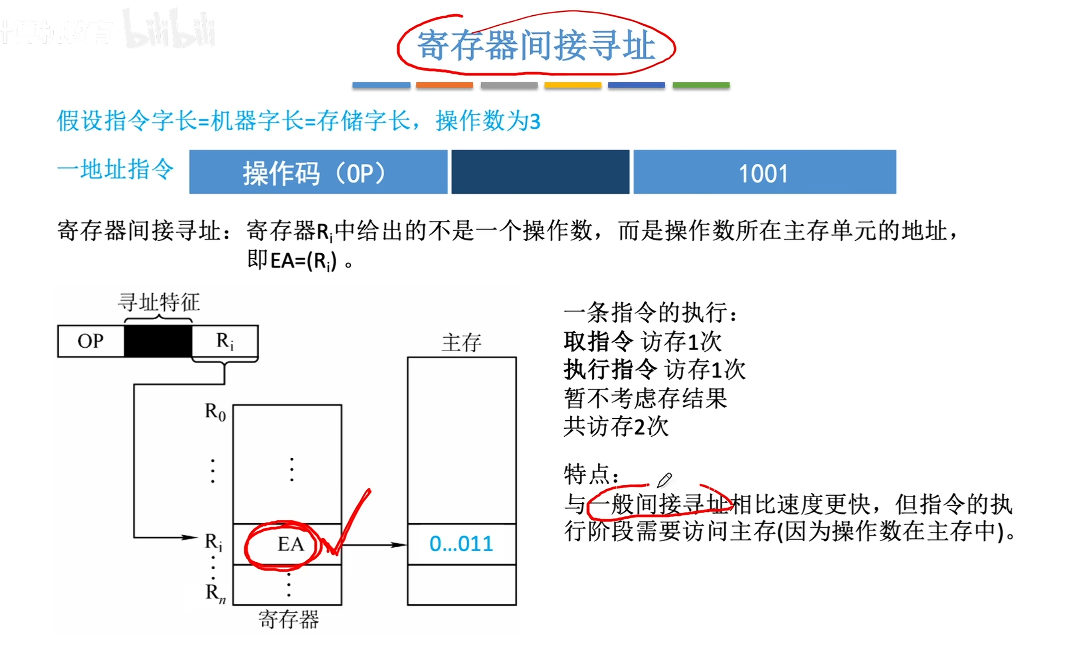 bilibili
寄存器间接寻址
假设指令字长=机器字长=存储字长，操作数为3
一地址指令 操作码（OP） 1001
寄存器间接寻址：寄存器Ri中给出的不是一个操作数，而是操作数所在主存单元的地址，
即EA=(Ri) 。
寻址特征
OP Ri
主存
R0
⋮ ⋮
Ri EA 0...011
⋮ ⋮
Rn
寄存器
一条指令的执行：
取指令 访存1次
执行指令 访存1次
暂不考虑存结果
共访存2次
特点：
与一般间接寻址相比速度更快，但指令的执
行阶段需要访问主存(因为操作数在主存中)。